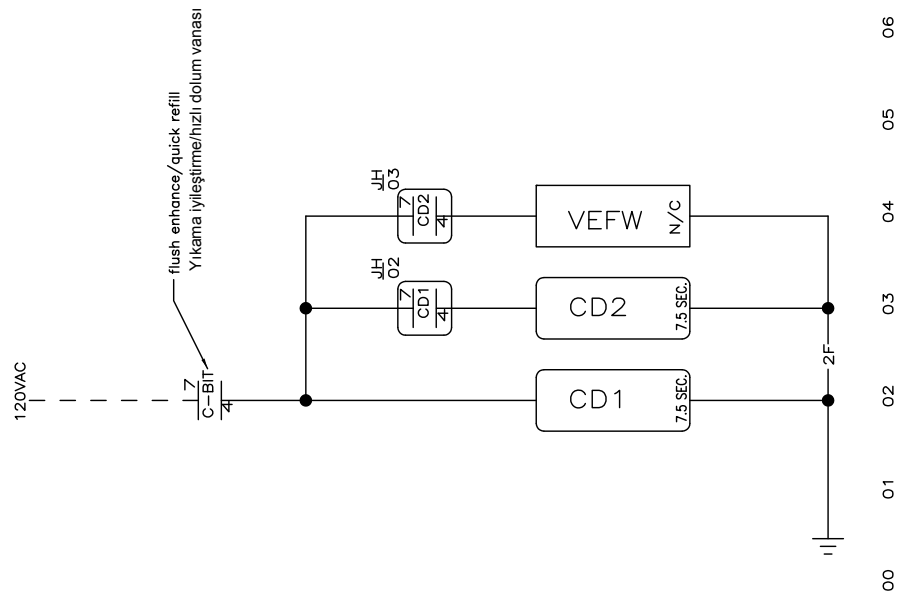 120VAC
flush enhance/quick refill
Yıkama iyileştirme/hızlı dolum vanası
7
C-BIT
4
JH
03
7
CD2
4
VEFW
N/C
04
JH
02
7
CD1
4
CD2
7.5 SEC.
03
CD1
7.5 SEC.
2F
02
01
00
05
06